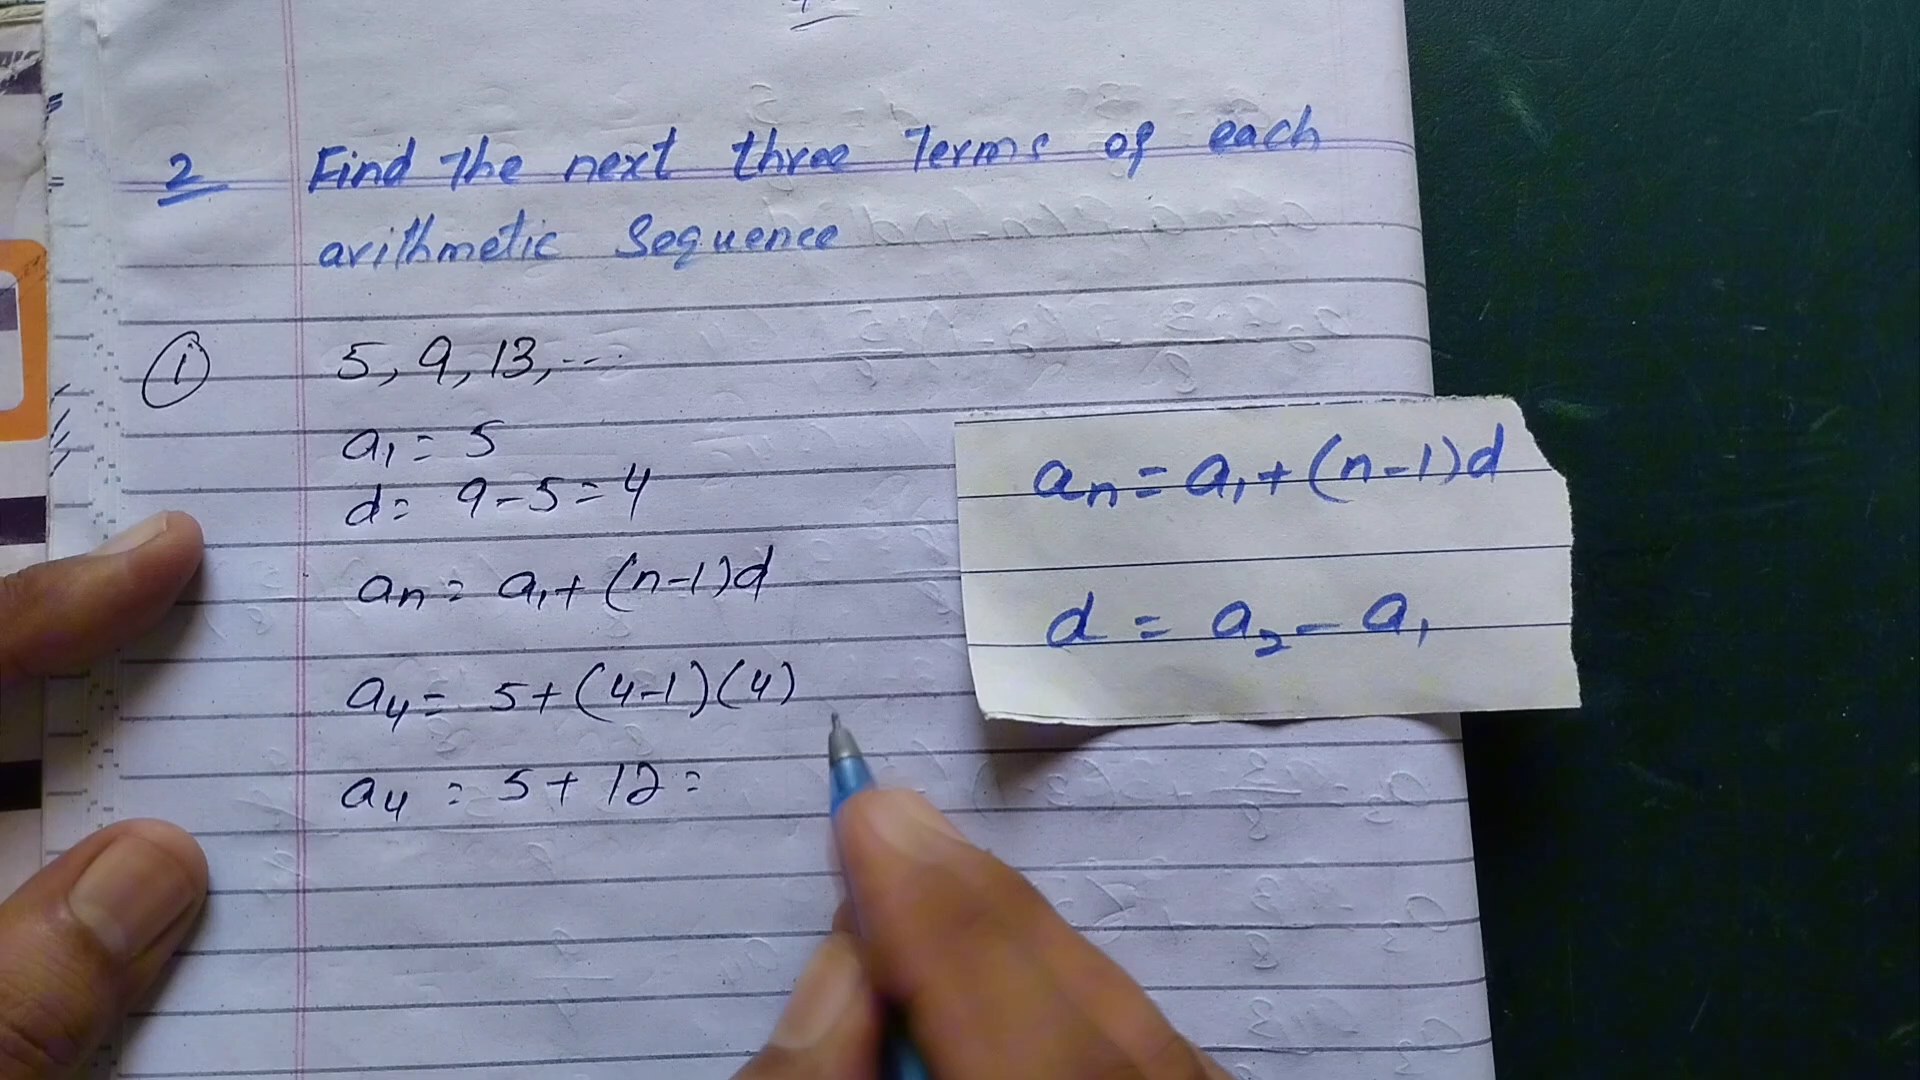 2 Find The next three Terms of each
arithmetic Sequence
① 5, 9, 13, ...
a₁ = 5
d = 9 - 5 = 4
aₙ = a₁ + (n-1)d
a₄ = 5 + (4-1)(4)
a₄ = 5 + 12 =
aₙ = a₁ + (n-1)d
d = a₂ - a₁